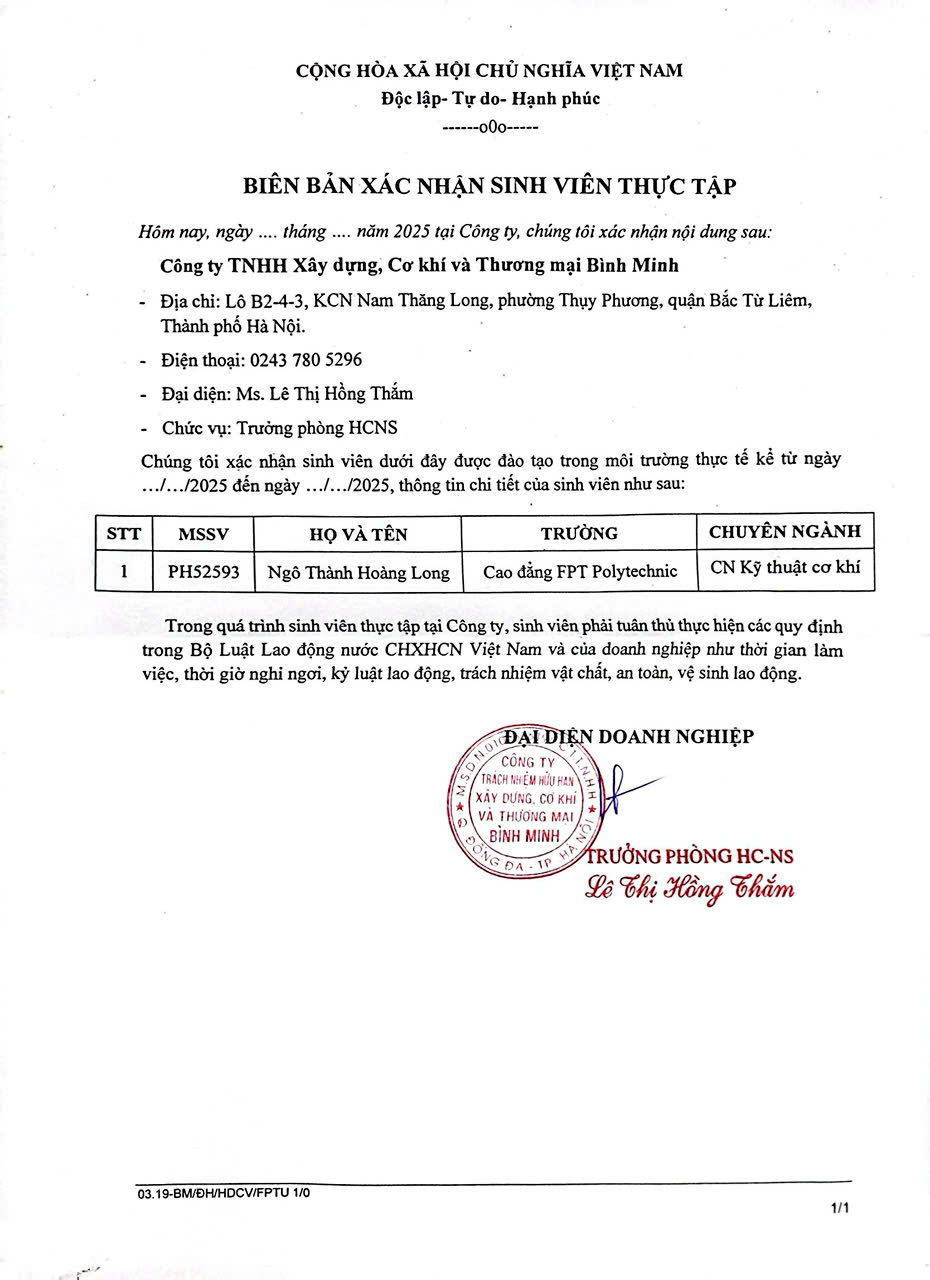 CỘNG HÒA XÃ HỘI CHỦ NGHĨA VIỆT NAM
Độc lập- Tự do- Hạnh phúc
------o0o-----
BIÊN BẢN XÁC NHẬN SINH VIÊN THỰC TẬP
Hôm nay, ngày .... tháng .... năm 2025 tại Công ty, chúng tôi xác nhận nội dung sau:
Công ty TNHH Xây dựng, Cơ khí và Thương mại Bình Minh
- Địa chỉ: Lô B2-4-3, KCN Nam Thăng Long, phường Thụy Phương, quận Bắc Từ Liêm,
Thành phố Hà Nội.
- Điện thoại: 0243 780 5296
- Đại diện: Ms. Lê Thị Hồng Thắm
- Chức vụ: Trưởng phòng HCNS
Chúng tôi xác nhận sinh viên dưới đây được đào tạo trong môi trường thực tế kể từ ngày
…/…/2025 đến ngày …/…/2025, thông tin chi tiết của sinh viên như sau:
STT MSSV HỌ VÀ TÊN TRƯỜNG CHUYÊN NGÀNH
1 PH52593 Ngô Thành Hoàng Long Cao đẳng FPT Polytechnic CN Kỹ thuật cơ khí
Trong quá trình sinh viên thực tập tại Công ty, sinh viên phải tuân thủ thực hiện các quy định
trong Bộ Luật Lao động nước CHXHCN Việt Nam và của doanh nghiệp như thời gian làm
việc, thời giờ nghỉ ngơi, kỷ luật lao động, trách nhiệm vật chất, an toàn, vệ sinh lao động.
ĐẠI DIỆN DOANH NGHIỆP
CÔNG TY
TRÁCH NHIỆM HỮU HẠN
XÂY DỰNG, CƠ KHÍ
VÀ THƯƠNG MẠI
BÌNH MINH
Q ĐỐNG ĐA - TP HÀ NỘI
TRƯỞNG PHÒNG HC-NS
Lê Thị Hồng Thắm
03.19-BM/ĐH/HDCV/FPTU 1/0
1/1